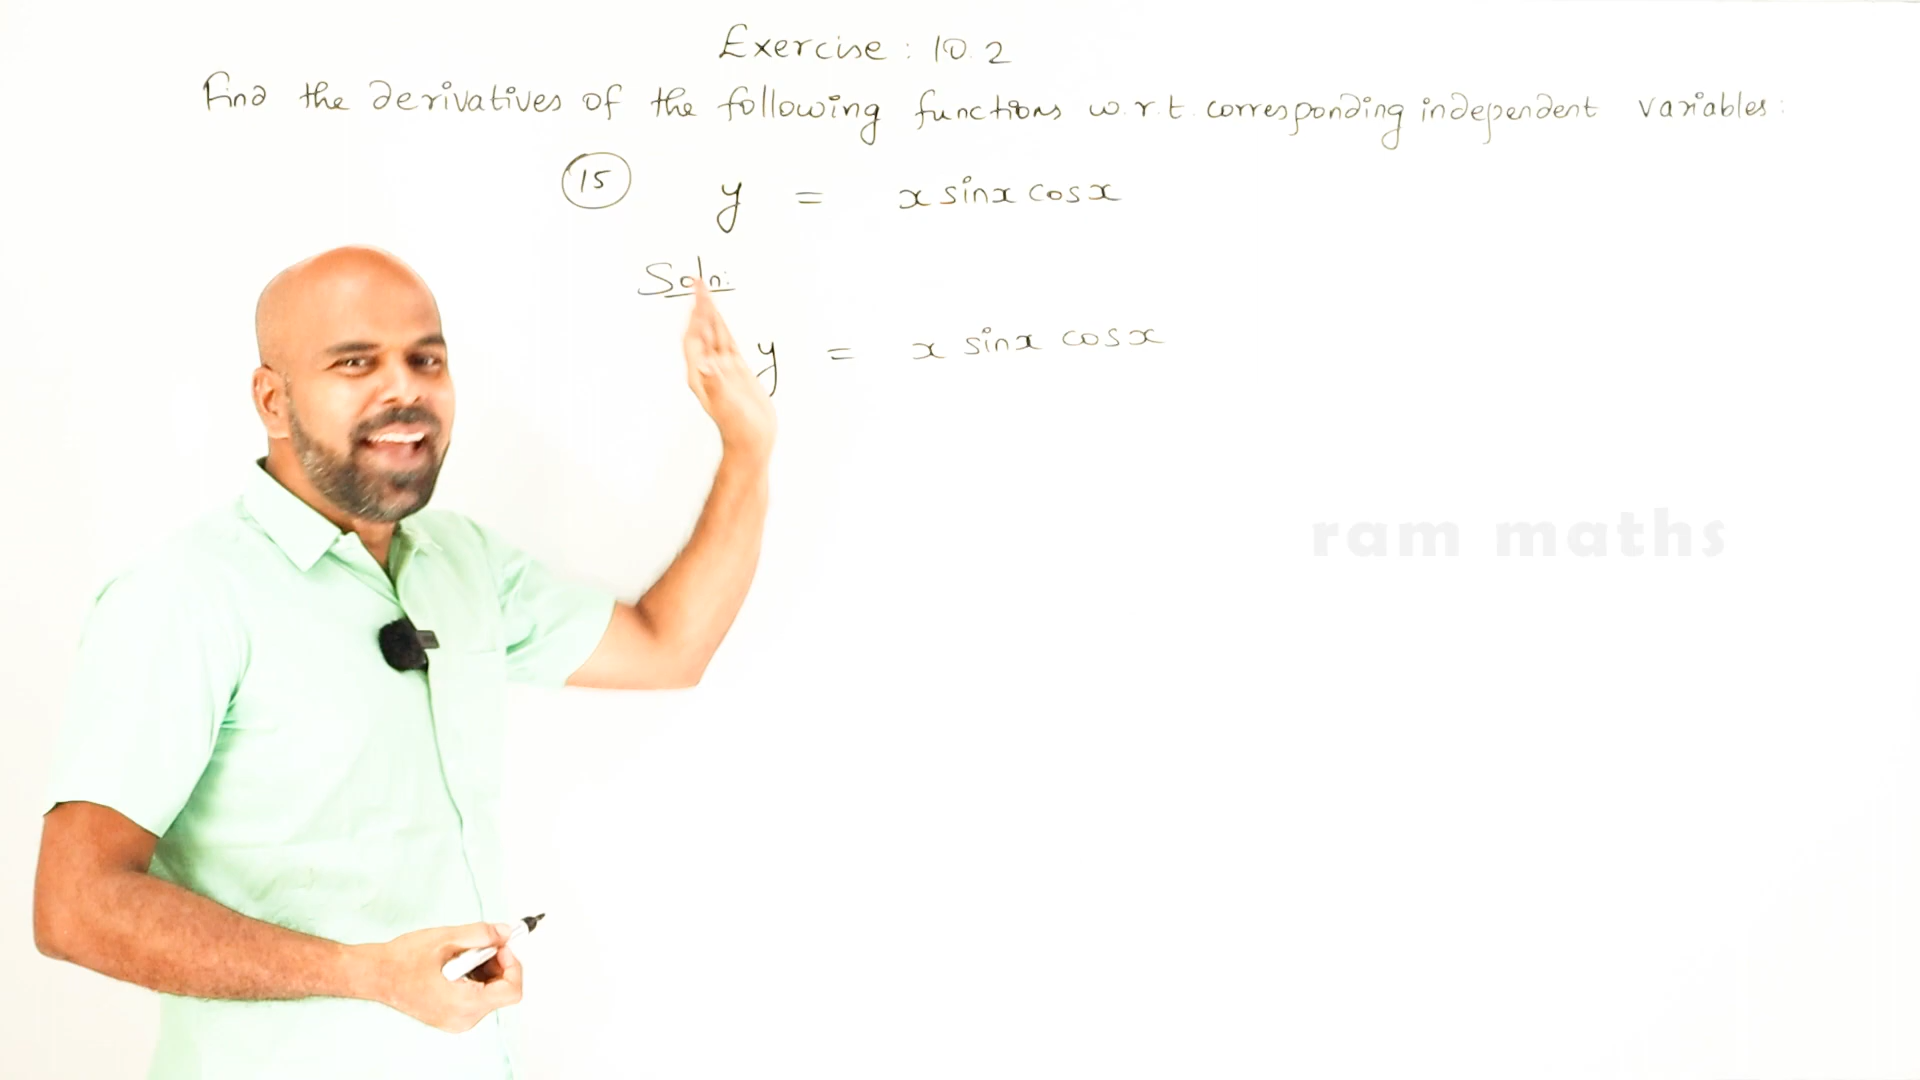 Exercise : 10.2
Find the derivatives of the following functions w.r.t. corresponding independent variables:
15 y = x sinx cosx
Soln:
y = x sinx cosx
ram maths